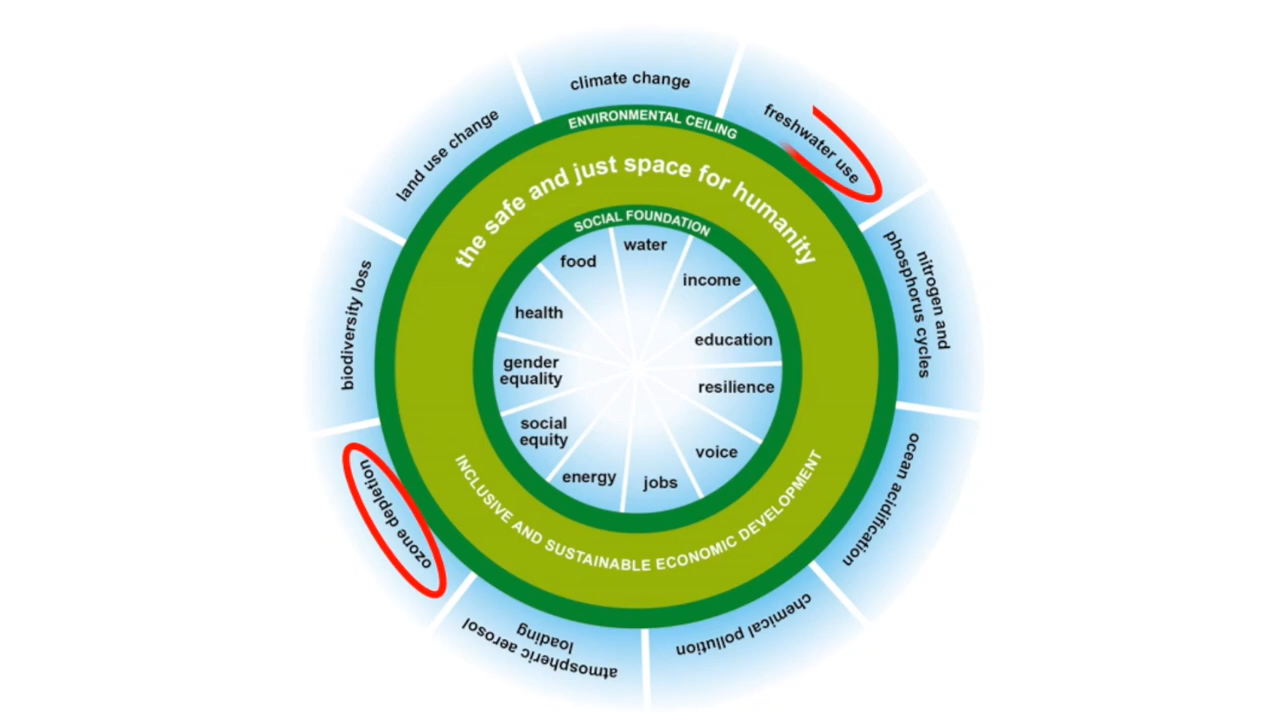 climate change
freshwater use
nitrogen and
phosphorus cycles
ocean acidification
chemical pollution
atmospheric aerosol
loading
ozone depletion
biodiversity loss
land use change
ENVIRONMENTAL CEILING
the safe and just space for humanity
SOCIAL FOUNDATION
water
income
education
resilience
voice
jobs
energy
social
equity
gender
equality
health
food
INCLUSIVE AND SUSTAINABLE ECONOMIC DEVELOPMENT